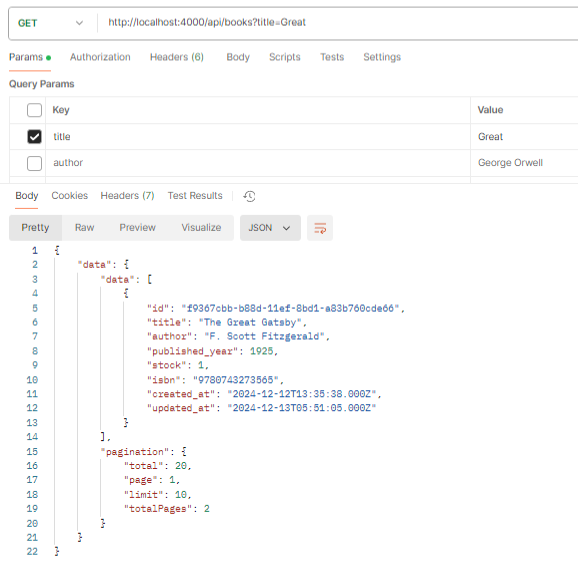 GET http://localhost:4000/api/books?title=Great
Params Authorization Headers (6) Body Scripts Tests Settings
Query Params
Key Value
title Great
author George Orwell
Body Cookies Headers (7) Test Results
Pretty Raw Preview Visualize JSON
1 {
2 "data": {
3 "data": [
4 {
5 "id": "f9367cbb-b88d-11ef-8bd1-a83b760cde66",
6 "title": "The Great Gatsby",
7 "author": "F. Scott Fitzgerald",
8 "published_year": 1925,
9 "stock": 1,
10 "isbn": "9780743273565",
11 "created_at": "2024-12-12T13:35:38.000Z",
12 "updated_at": "2024-12-13T05:51:05.000Z"
13 }
14 ],
15 "pagination": {
16 "total": 20,
17 "page": 1,
18 "limit": 10,
19 "totalPages": 2
20 }
21 }
22 }